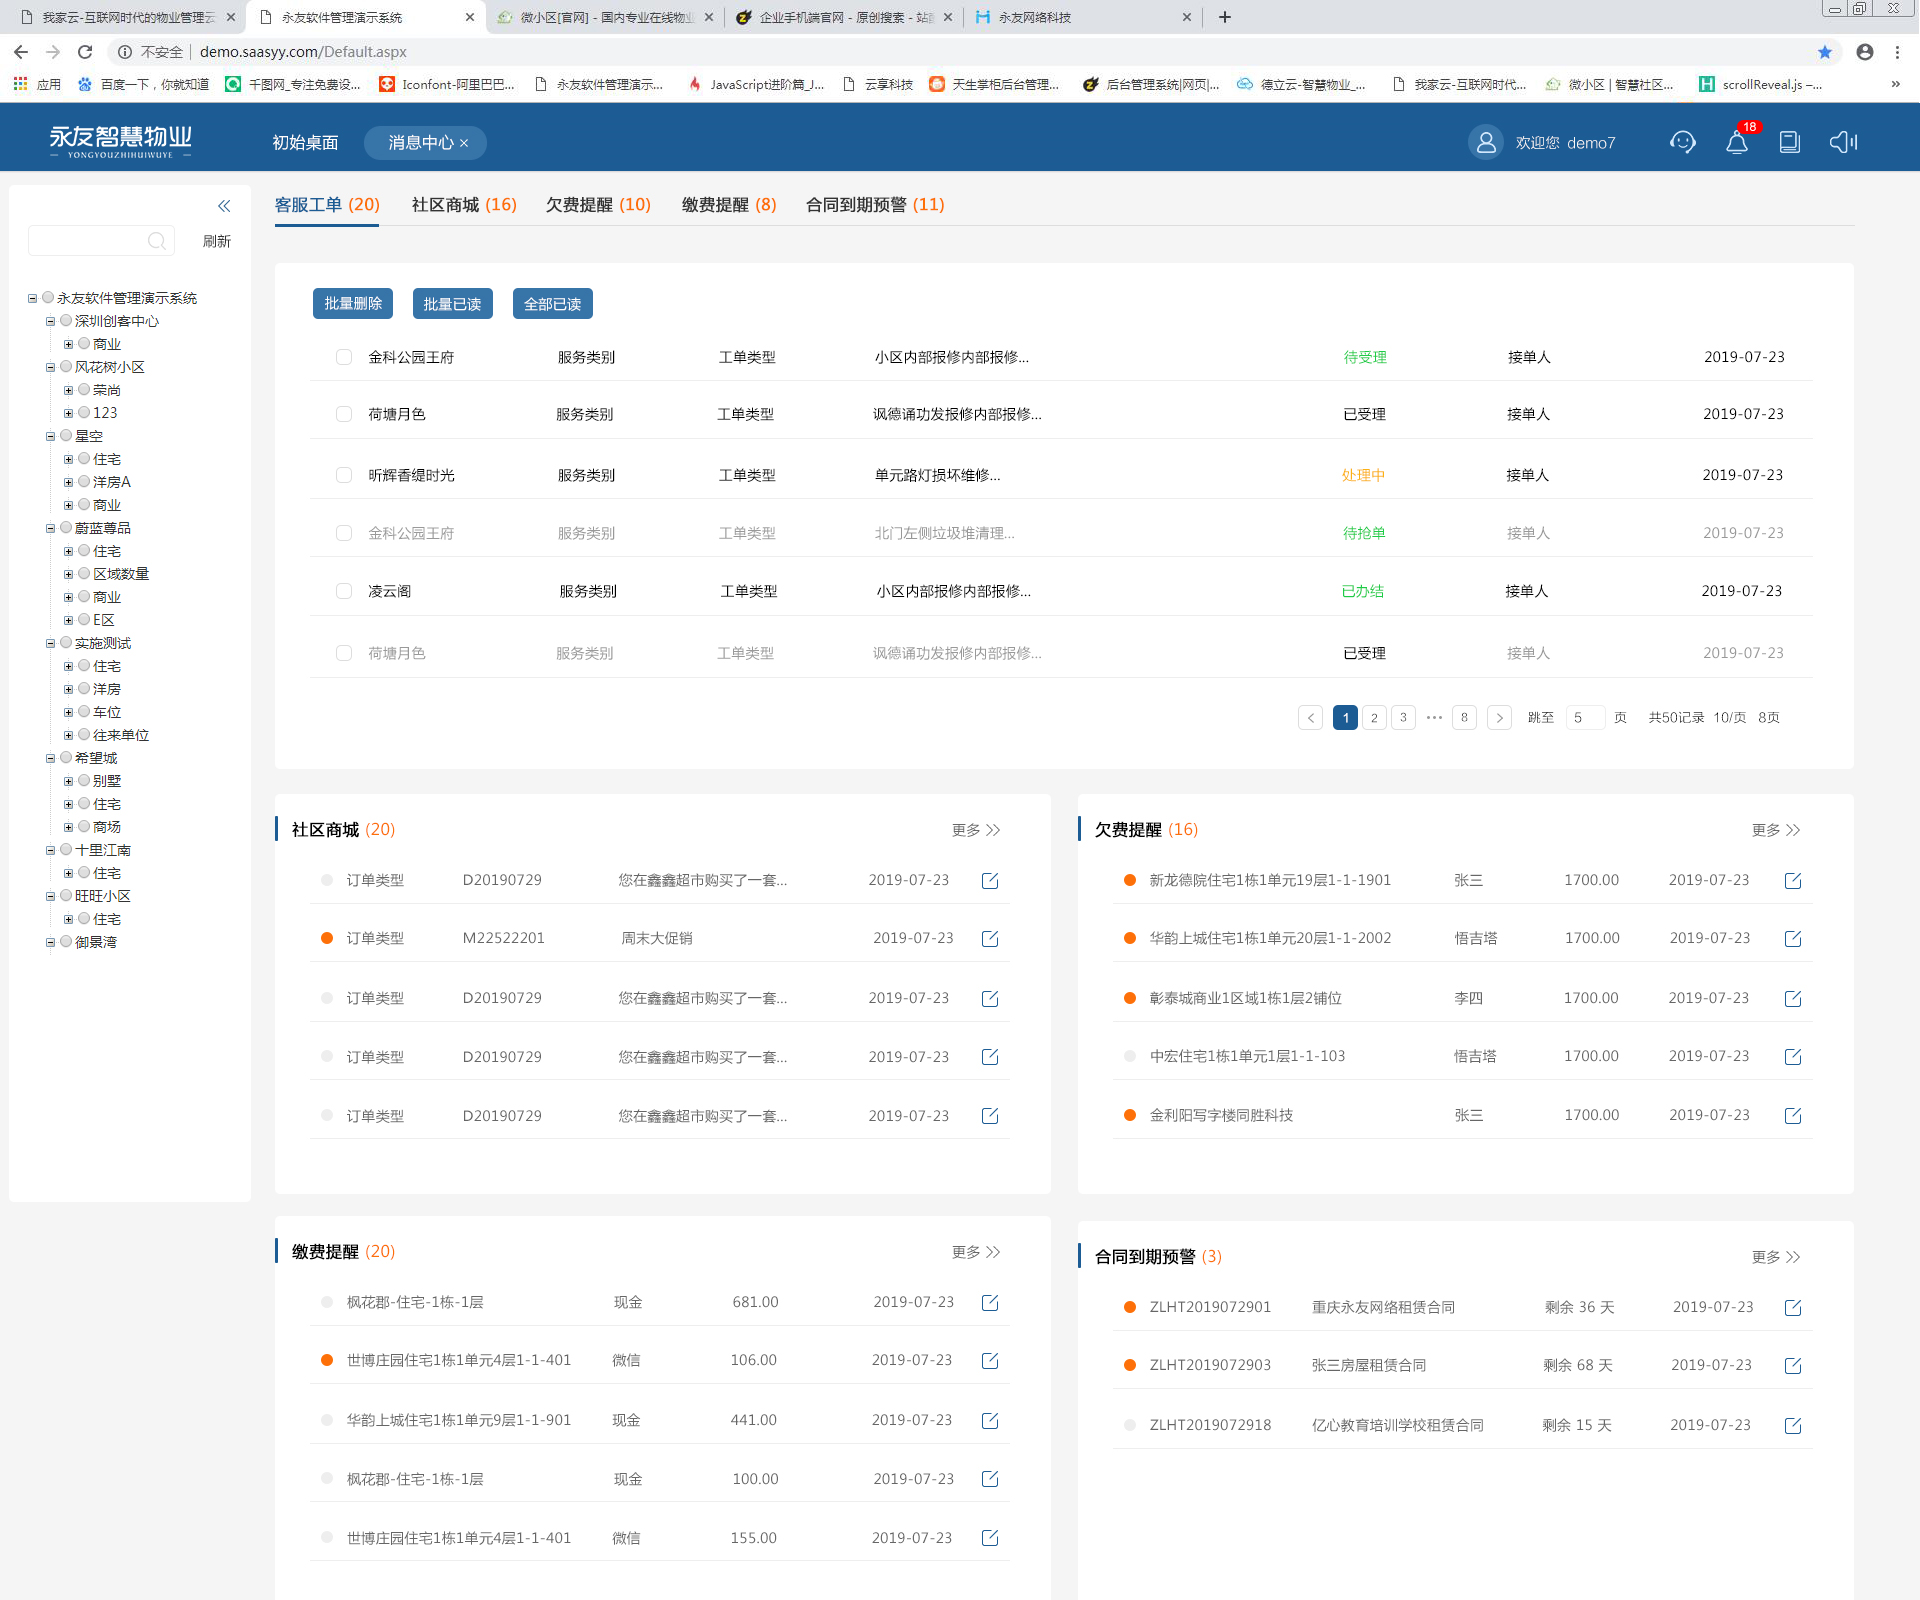 我家云-互联网时代的物业管理云
永友软件管理演示系统
微小区[官网] - 国内专业在线物业
企业手机端官网 - 原创搜索 - 站
永友网络科技
不安全 demo.saasyy.com/Default.aspx
应用 百度一下，你就知道 千图网_专注免费设... Iconfont-阿里巴巴... 永友软件管理演示... JavaScript进阶篇_J... 云享科技 天生掌柜后台管理... 后台管理系统|网页|... 德立云-智慧物业_... 我家云-互联网时代... 微小区 | 智慧社区... scrollReveal.js –... »
永友智慧物业
YONGYOUZHIHUIWUYE
初始桌面 消息中心 × 欢迎您 demo7 18
刷新
永友软件管理演示系统
深圳创客中心
商业
风花树小区
荣尚
123
星空
住宅
洋房A
商业
蔚蓝尊品
住宅
区域数量
商业
E区
实施测试
住宅
洋房
车位
往来单位
希望城
别墅
住宅
商场
十里江南
住宅
旺旺小区
住宅
御景湾
客服工单 (20) 社区商城 (16) 欠费提醒 (10) 缴费提醒 (8) 合同到期预警 (11)
批量删除 批量已读 全部已读
金科公园王府 服务类别 工单类型 小区内部报修内部报修... 待受理 接单人 2019-07-23
荷塘月色 服务类别 工单类型 讽德诵功发报修内部报修... 已受理 接单人 2019-07-23
昕辉香缇时光 服务类别 工单类型 单元路灯损坏维修... 处理中 接单人 2019-07-23
金科公园王府 服务类别 工单类型 北门左侧垃圾堆清理... 待抢单 接单人 2019-07-23
凌云阁 服务类别 工单类型 小区内部报修内部报修... 已办结 接单人 2019-07-23
荷塘月色 服务类别 工单类型 讽德诵功发报修内部报修... 已受理 接单人 2019-07-23
1 2 3 ••• 8 跳至 5 页 共50记录 10/页 8页
社区商城 (20) 更多
订单类型 D20190729 您在鑫鑫超市购买了一套... 2019-07-23
订单类型 M22522201 周末大促销 2019-07-23
订单类型 D20190729 您在鑫鑫超市购买了一套... 2019-07-23
订单类型 D20190729 您在鑫鑫超市购买了一套... 2019-07-23
订单类型 D20190729 您在鑫鑫超市购买了一套... 2019-07-23
欠费提醒 (16) 更多
新龙德院住宅1栋1单元19层1-1-1901 张三 1700.00 2019-07-23
华韵上城住宅1栋1单元20层1-1-2002 悟吉塔 1700.00 2019-07-23
彰泰城商业1区域1栋1层2铺位 李四 1700.00 2019-07-23
中宏住宅1栋1单元1层1-1-103 悟吉塔 1700.00 2019-07-23
金利阳写字楼同胜科技 张三 1700.00 2019-07-23
缴费提醒 (20) 更多
枫花郡-住宅-1栋-1层 现金 681.00 2019-07-23
世博庄园住宅1栋1单元4层1-1-401 微信 106.00 2019-07-23
华韵上城住宅1栋1单元9层1-1-901 现金 441.00 2019-07-23
枫花郡-住宅-1栋-1层 现金 100.00 2019-07-23
世博庄园住宅1栋1单元4层1-1-401 微信 155.00 2019-07-23
合同到期预警 (3) 更多
ZLHT2019072901 重庆永友网络租赁合同 剩余 36 天 2019-07-23
ZLHT2019072903 张三房屋租赁合同 剩余 68 天 2019-07-23
ZLHT2019072918 亿心教育培训学校租赁合同 剩余 15 天 2019-07-23